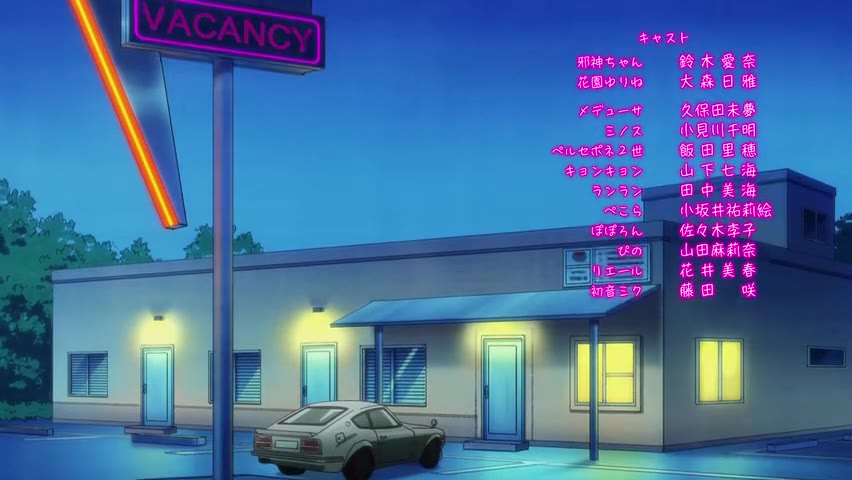 VACANCY
キャスト
邪神ちゃん 鈴木愛奈
花園ゆりね 大森日雅
メデューサ 久保田未夢
ミノス 小見川千明
ペルセポネ2世 飯田里穂
キョンキョン 山下七海
ランラン 田中美海
ぺこら 小坂井祐莉絵
ぽぽろん 佐々木李子
ぴの 山田麻莉奈
リエール 花井美春
初音ミク 藤田 咲